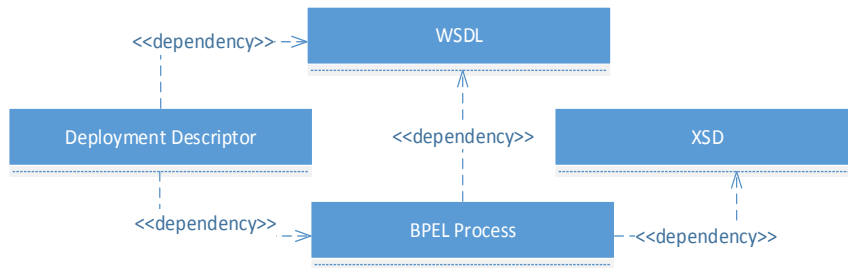 WSDL
<<dependency>>
Deployment Descriptor
<<dependency>>
XSD
<<dependency>>
BPEL Process
<<dependency>>